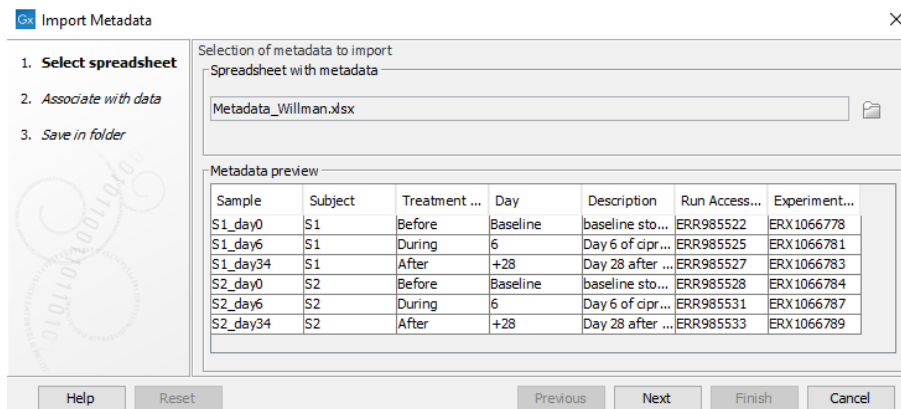 Gx Import Metadata
1. Select spreadsheet
2. Associate with data
3. Save in folder
Selection of metadata to import
Spreadsheet with metadata
Metadata_Willman.xlsx
Metadata preview
Sample Subject Treatment ... Day Description Run Access... Experiment...
S1_day0 S1 Before Baseline baseline sto... ERR985522 ERX1066778
S1_day6 S1 During 6 Day 6 of cipr... ERR985525 ERX1066781
S1_day34 S1 After +28 Day 28 after ... ERR985527 ERX1066783
S2_day0 S2 Before Baseline baseline sto... ERR985528 ERX1066784
S2_day6 S2 During 6 Day 6 of cipr... ERR985531 ERX1066787
S2_day34 S2 After +28 Day 28 after ... ERR985533 ERX1066789
Help Reset Previous Next Finish Cancel